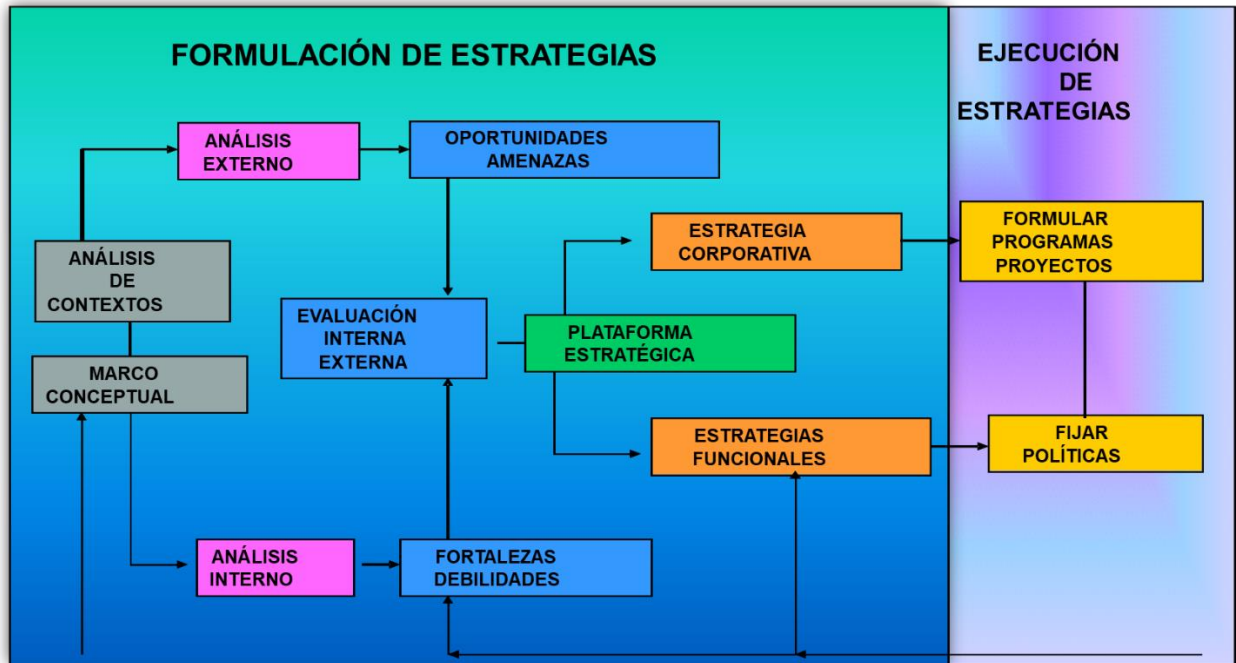 FORMULACIÓN DE ESTRATEGIAS
EJECUCIÓN
DE
ESTRATEGIAS
ANÁLISIS
EXTERNO
OPORTUNIDADES
AMENAZAS
ANÁLISIS
DE
CONTEXTOS
MARCO
CONCEPTUAL
EVALUACIÓN
INTERNA
EXTERNA
PLATAFORMA
ESTRATÉGICA
ESTRATEGIA
CORPORATIVA
FORMULAR
PROGRAMAS
PROYECTOS
ESTRATEGIAS
FUNCIONALES
FIJAR
POLÍTICAS
ANÁLISIS
INTERNO
FORTALEZAS
DEBILIDADES